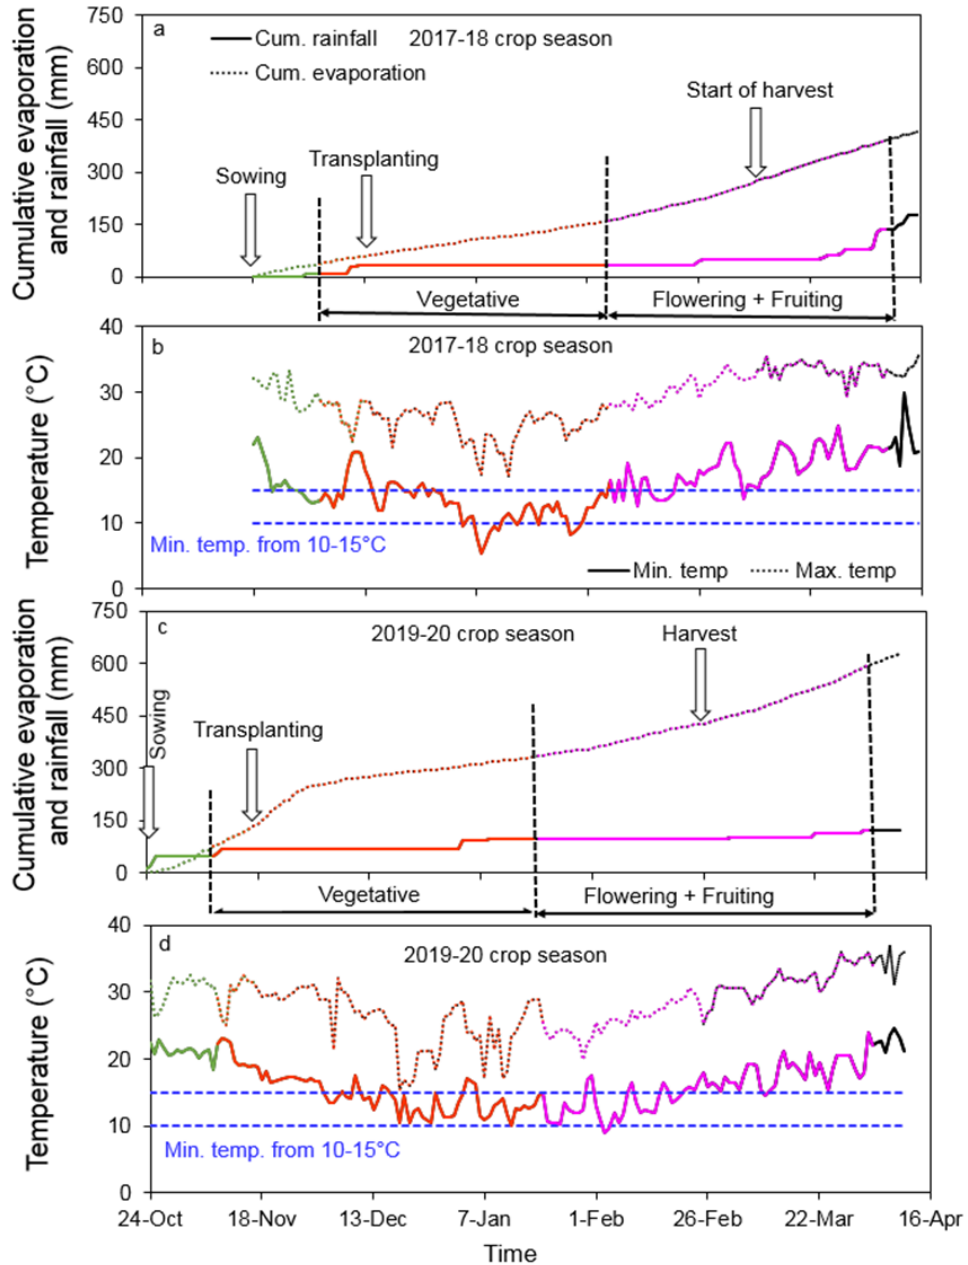 Cumulative evaporation
and rainfall (mm)
750
600
450
300
150
0
a
Cum. rainfall
2017-18 crop season
Cum. evaporation
Start of harvest
Transplanting
Sowing
Vegetative
Flowering + Fruiting
Temperature (°C)
40
30
20
10
0
b
2017-18 crop season
Min. temp. from 10-15°C
Min. temp
Max. temp
Cumulative evaporation
and rainfall (mm)
750
600
450
300
150
0
c
2019-20 crop season
Harvest
Sowing
Transplanting
Vegetative
Flowering + Fruiting
Temperature (°C)
40
30
20
10
0
d
2019-20 crop season
Min. temp. from 10-15°C
24-Oct
18-Nov
13-Dec
7-Jan
1-Feb
26-Feb
22-Mar
16-Apr
Time